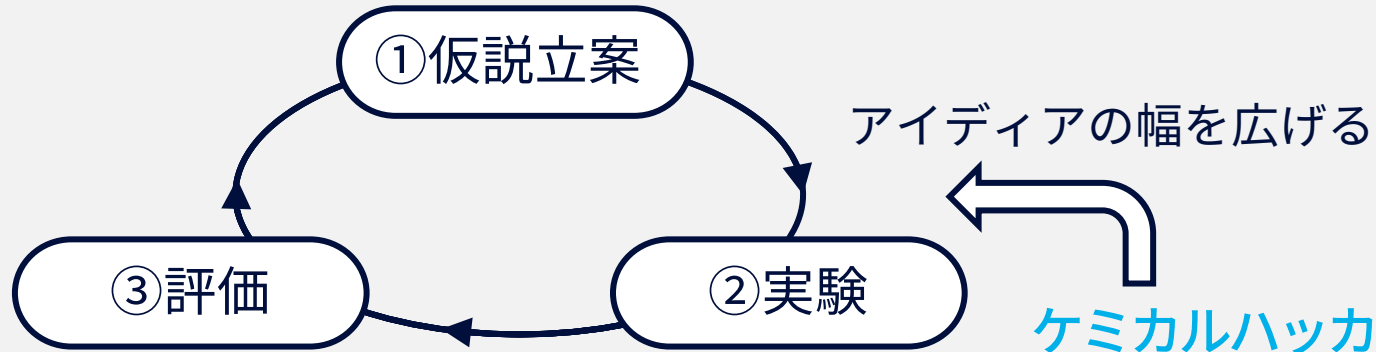 ①仮説立案
アイディアの幅を広げる
③評価
②実験
ケミカルハッカ